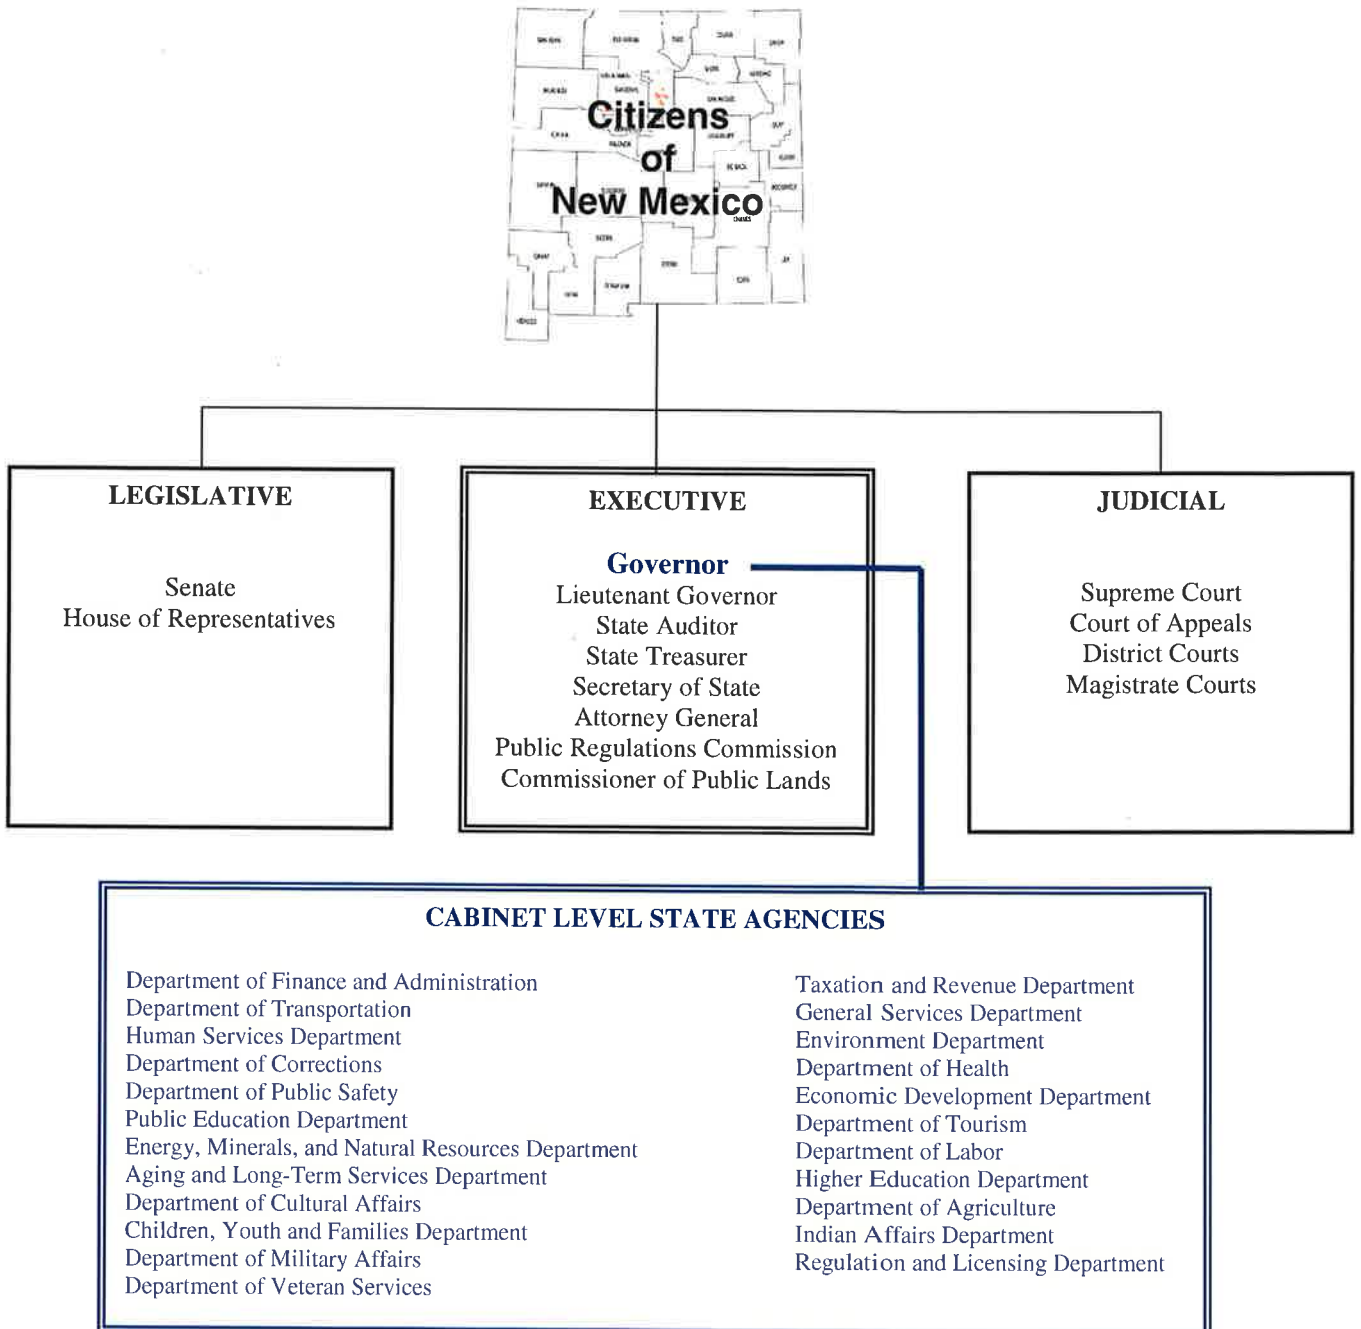 Citizens
of
New Mexico
LEGISLATIVE
Senate
House of Representatives
EXECUTIVE
Governor
Lieutenant Governor
State Auditor
State Treasurer
Secretary of State
Attorney General
Public Regulations Commission
Commissioner of Public Lands
JUDICIAL
Supreme Court
Court of Appeals
District Courts
Magistrate Courts
CABINET LEVEL STATE AGENCIES
Department of Finance and Administration
Department of Transportation
Human Services Department
Department of Corrections
Department of Public Safety
Public Education Department
Energy, Minerals, and Natural Resources Department
Aging and Long-Term Services Department
Department of Cultural Affairs
Children, Youth and Families Department
Department of Military Affairs
Department of Veteran Services
Taxation and Revenue Department
General Services Department
Environment Department
Department of Health
Economic Development Department
Department of Tourism
Department of Labor
Higher Education Department
Department of Agriculture
Indian Affairs Department
Regulation and Licensing Department